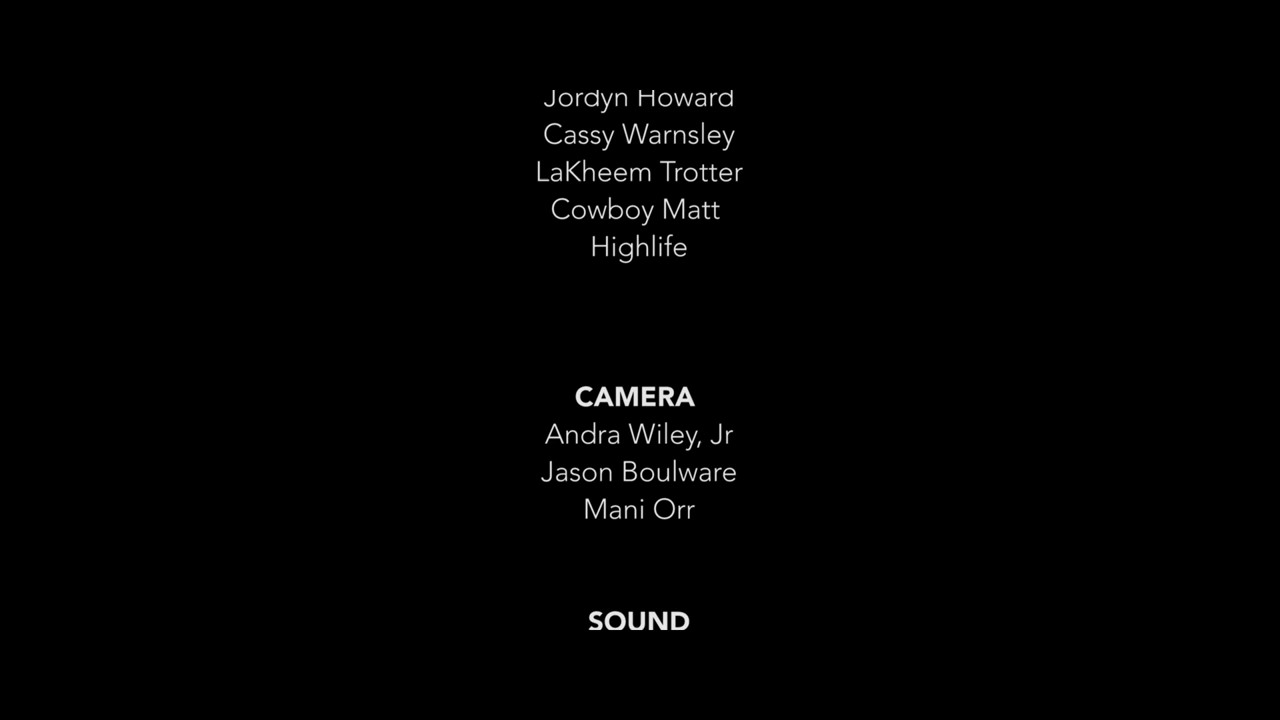 Jordyn Howard
Cassy Warnsley
LaKheem Trotter
Cowboy Matt
Highlife
CAMERA
Andra Wiley, Jr
Jason Boulware
Mani Orr
SOUND